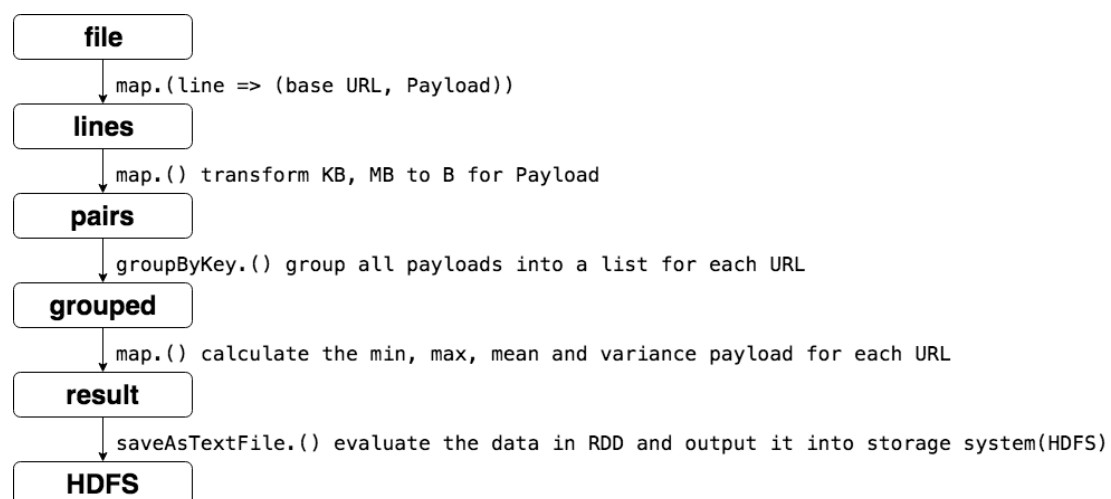 file
map.(line => (base URL, Payload))
lines
map.() transform KB, MB to B for Payload
pairs
groupByKey.() group all payloads into a list for each URL
grouped
map.() calculate the min, max, mean and variance payload for each URL
result
saveAsTextFile.() evaluate the data in RDD and output it into storage system(HDFS)
HDFS